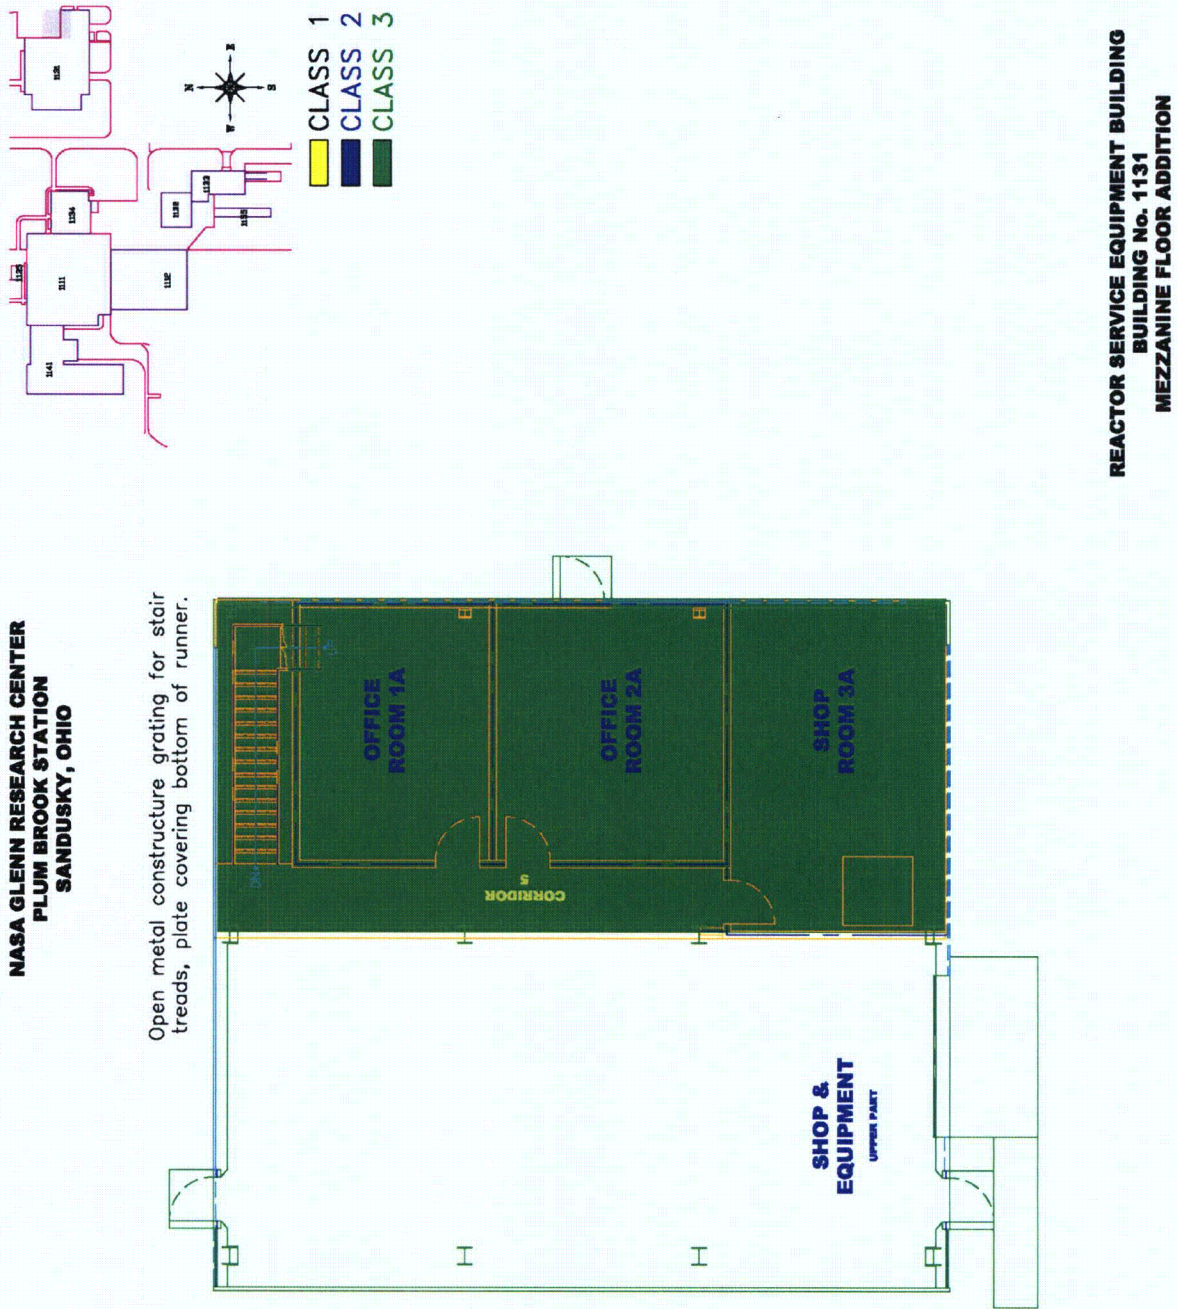 NASA GLENN RESEARCH CENTER
PLUM BROOK STATION
SANDUSKY, OHIO
1131
1134
1111
1141
1112
1133
N
E
S
W
CLASS 1
CLASS 2
CLASS 3
Open metal constructure grating for stair
treads, plate covering bottom of runner.
OFFICE
ROOM 1A
OFFICE
ROOM 2A
SHOP
ROOM 3A
CORRIDOR
5
SHOP &
EQUIPMENT
UPPER PART
REACTOR SERVICE EQUIPMENT BUILDING
BUILDING No. 1131
MEZZANINE FLOOR ADDITION